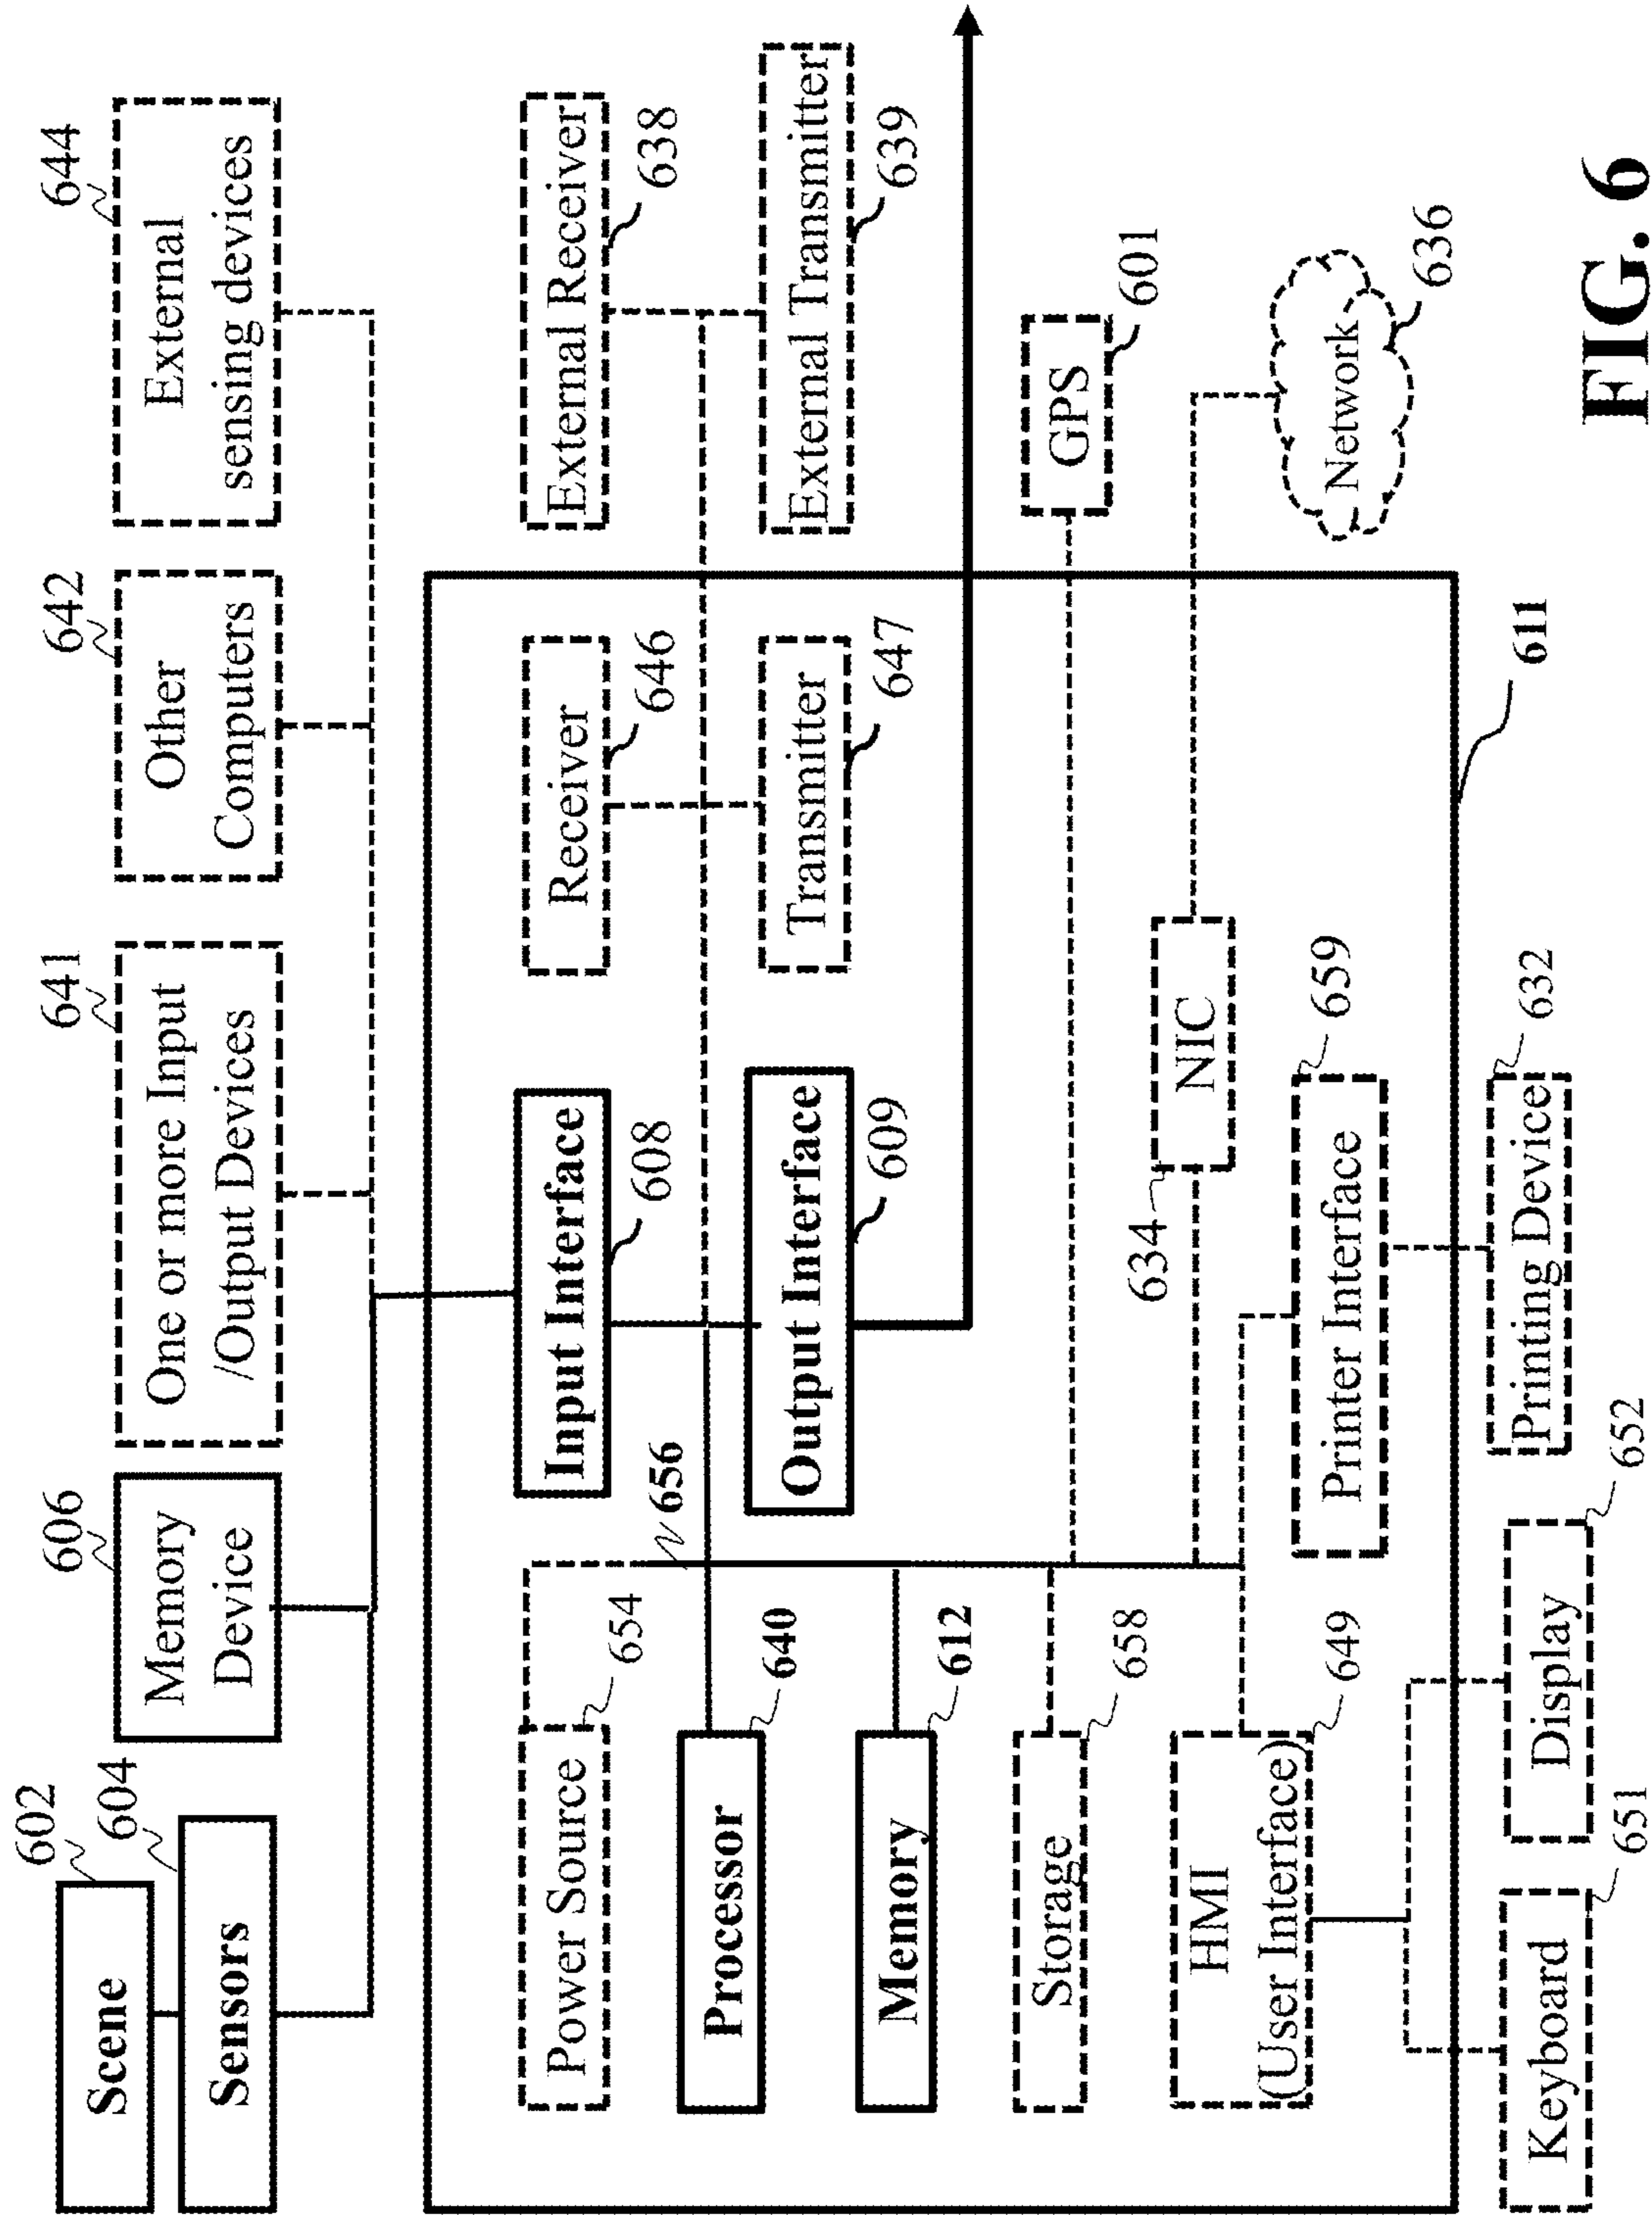 602
Scene
604
Sensors
606
Memory
Device
641
One or more Input
/Output Devices
642
Other
Computers
644
External
sensing devices
Power Source
654
656
Input Interface
608
Receiver
646
External Receiver
638
Processor
640
Output Interface
609
Transmitter
647
External Transmitter
639
Memory
612
Storage
658
GPS
601
634
NIC
Network
636
HMI
(User Interface)
649
Printer Interface
659
611
Keyboard
651
Display
652
Printing Device
632
FIG. 6